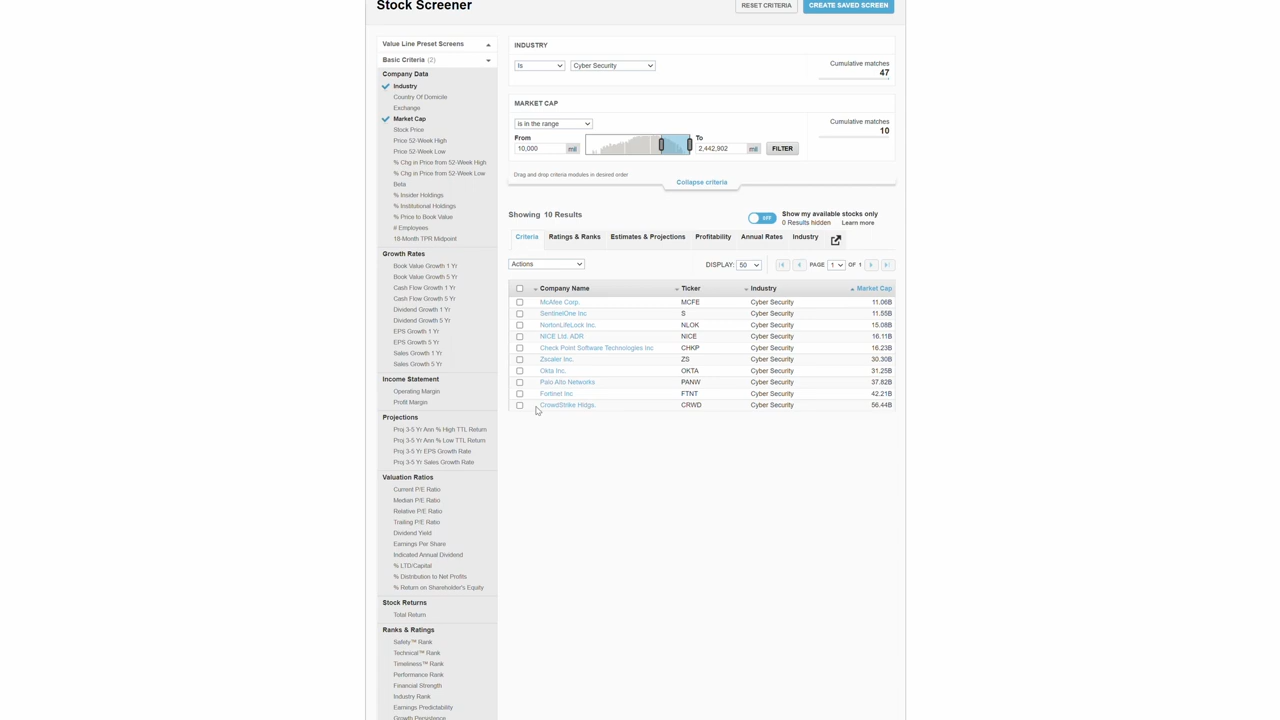 Stock Screener
RESET CRITERIA
CREATE SAVED SCREEN
Value Line Preset Screens
Basic Criteria (2)
Company Data
Industry
Country Of Domicile
Exchange
Market Cap
Stock Price
Price 52-Week High
Price 52-Week Low
% Chg in Price from 52-Week High
% Chg in Price from 52-Week Low
Beta
% Insider Holdings
% Institutional Holdings
% Price to Book Value
# Employees
18-Month TPR Midpoint
Growth Rates
Book Value Growth 1 Yr
Book Value Growth 5 Yr
Cash Flow Growth 1 Yr
Cash Flow Growth 5 Yr
Dividend Growth 1 Yr
Dividend Growth 5 Yr
EPS Growth 1 Yr
EPS Growth 5 Yr
Sales Growth 1 Yr
Sales Growth 5 Yr
Income Statement
Operating Margin
Profit Margin
Projections
Proj 3-5 Yr Ann % High TTL Return
Proj 3-5 Yr Ann % Low TTL Return
Proj 3-5 Yr EPS Growth Rate
Proj 3-5 Yr Sales Growth Rate
Valuation Ratios
Current P/E Ratio
Median P/E Ratio
Relative P/E Ratio
Trailing P/E Ratio
Dividend Yield
Earnings Per Share
Indicated Annual Dividend
% LTD/Capital
% Distribution to Net Profits
% Return on Shareholder's Equity
Stock Returns
Total Return
Ranks & Ratings
Safety™ Rank
Technical™ Rank
Timeliness™ Rank
Performance Rank
Financial Strength
Industry Rank
Earnings Predictability
Growth Persistence
INDUSTRY
Is Cyber Security
Cumulative matches
47
MARKET CAP
is in the range
Cumulative matches
10
From To
10,000 mil 2,442,902 mil FILTER
Drag and drop criteria modules in desired order
Collapse criteria
Showing 10 Results
OFF
Show my available stocks only
0 Results hidden Learn more
Criteria Ratings & Ranks Estimates & Projections Profitability Annual Rates Industry
Actions DISPLAY: 50 PAGE 1 OF 1
Company Name Ticker Industry Market Cap
McAfee Corp. MCFE Cyber Security 11.06B
SentinelOne Inc. S Cyber Security 11.55B
NortonLifeLock Inc. NLOK Cyber Security 15.08B
NICE Ltd. ADR NICE Cyber Security 16.11B
Check Point Software Technologies Inc. CHKP Cyber Security 16.23B
Zscaler Inc. ZS Cyber Security 30.30B
Okta Inc. OKTA Cyber Security 31.25B
Palo Alto Networks PANW Cyber Security 37.82B
Fortinet Inc. FTNT Cyber Security 42.21B
CrowdStrike Hldgs. CRWD Cyber Security 56.44B